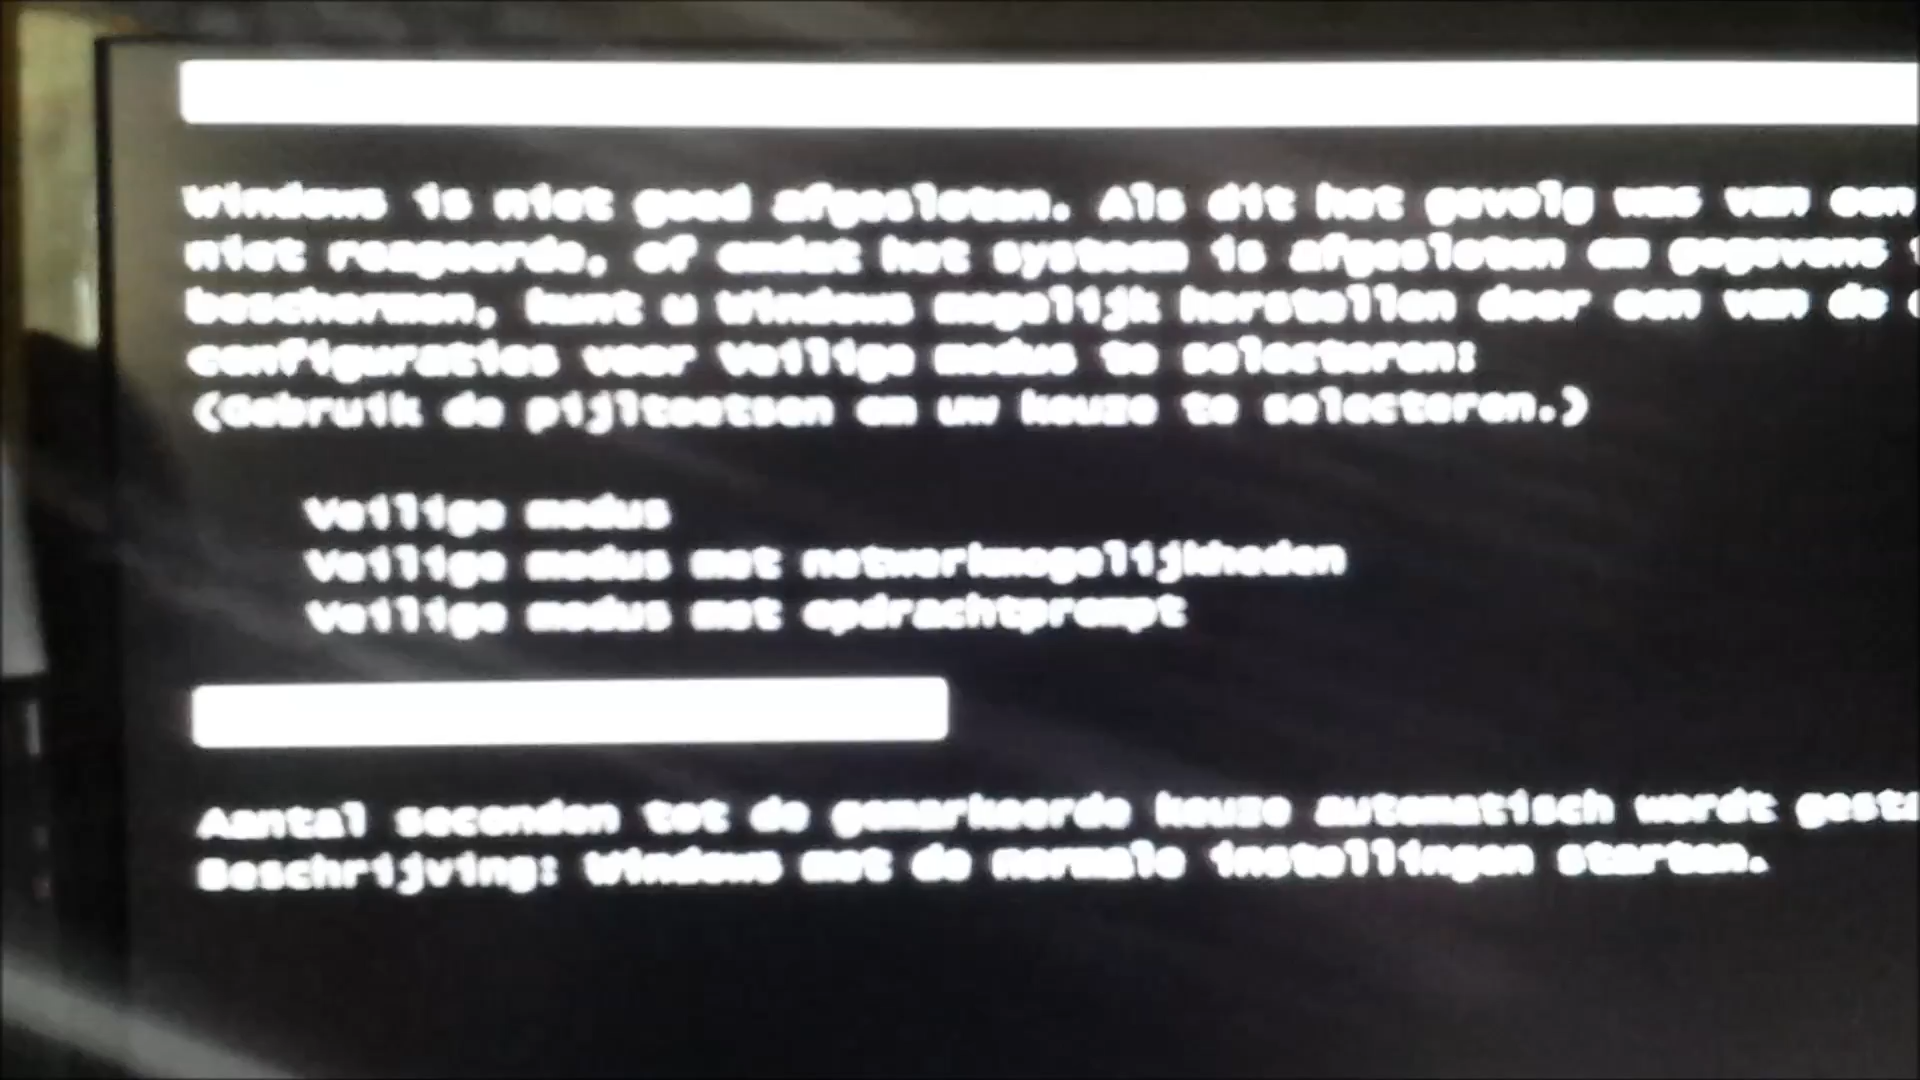 Windows is niet goed afgesloten. Als dit het gevolg was van een
niet reageerde, of omdat het systeem is afgesloten om gegevens
beschermen, kunt u Windows mogelijk herstellen door een van de
configuraties voor Veilige modus te selecteren:
(Gebruik de pijltoetsen om uw keuze te selecteren.)
Veilige modus
Veilige modus met netwerkmogelijkheden
Veilige modus met opdrachtprompt
Aantal seconden tot de gemarkeerde keuze automatisch wordt
Beschrijving: Windows met de normale instellingen starten.